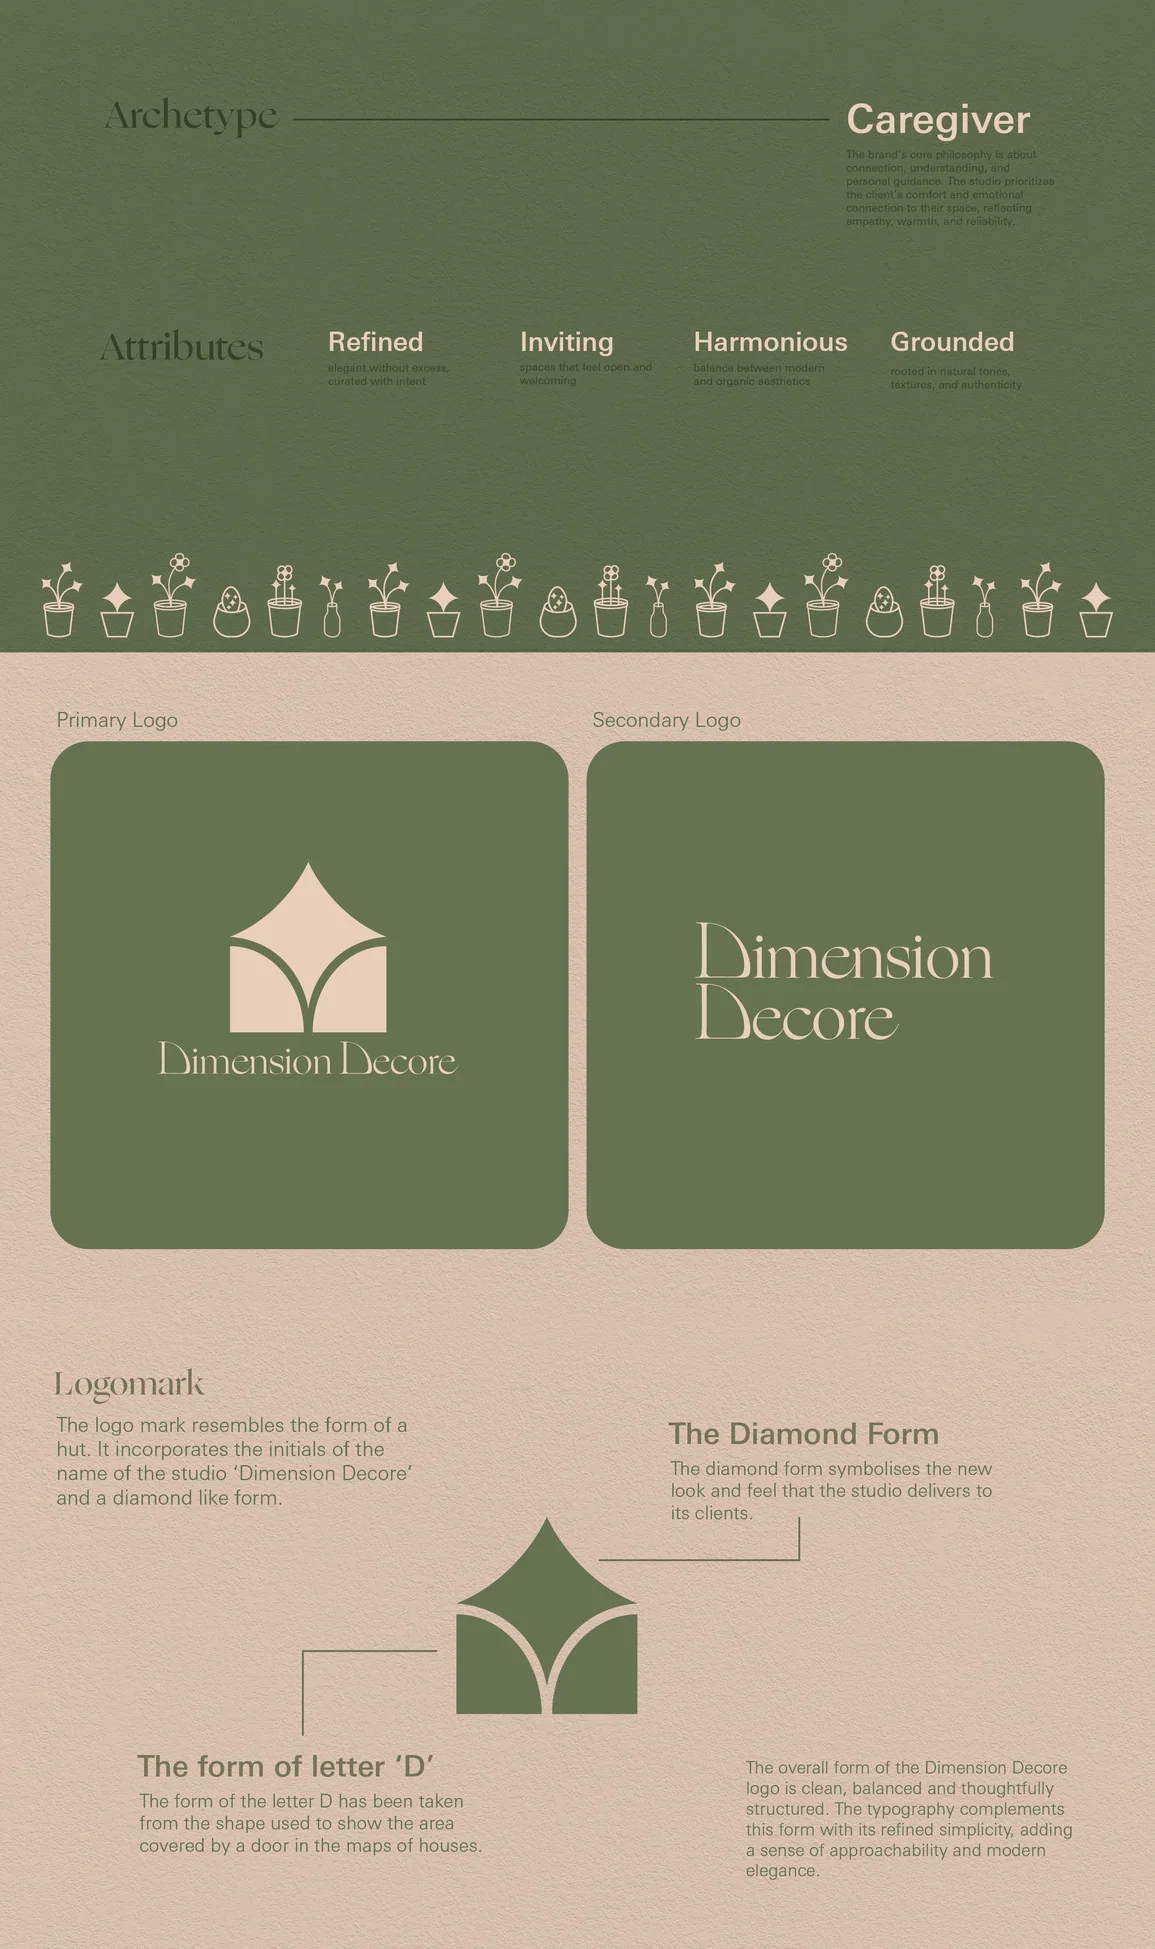 Archetype
Caregiver
The brand's core philosophy is about
connection, understanding, and
personal guidance. The studio prioritizes
the client's comfort and emotional
connection to their space, reflecting
empathy, warmth, and reliability.
Attributes
Refined
elegant without excess,
curated with intent
Inviting
spaces that feel open and
welcoming
Harmonious
balance between modern
and organic aesthetics
Grounded
rooted in natural tones,
textures, and authenticity
Primary Logo
Secondary Logo
Dimension Decore
Dimension
Decore
Logomark
The logo mark resembles the form of a
hut. It incorporates the initials of the
name of the studio ‘Dimension Decore’
and a diamond like form.
The Diamond Form
The diamond form symbolises the new
look and feel that the studio delivers to
its clients.
The form of letter ‘D’
The form of the letter D has been taken
from the shape used to show the area
covered by a door in the maps of houses.
The overall form of the Dimension Decore
logo is clean, balanced and thoughtfully
structured. The typography complements
this form with its refined simplicity, adding
a sense of approachability and modern
elegance.